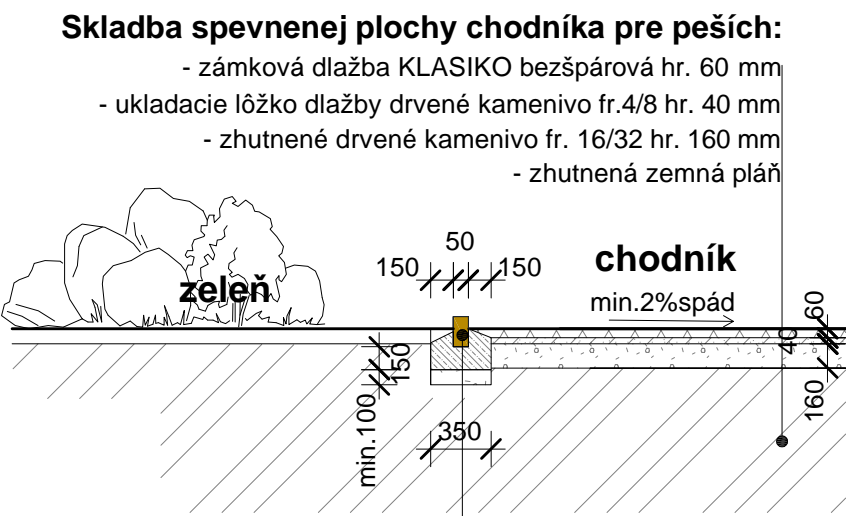 Skladba spevnenej plochy chodníka pre peších:
- zámková dlažba KLASIKO bezšpárová hr. 60 mm
- ukladacie lôžko dlažby drvené kamenivo fr.4/8 hr. 40 mm
- zhutnené drvené kamenivo fr. 16/32 hr. 160 mm
- zhutnená zemná pláň
50
150
150
chodník
zeleň
min.2%spád
60
40
150
160
min.100
350